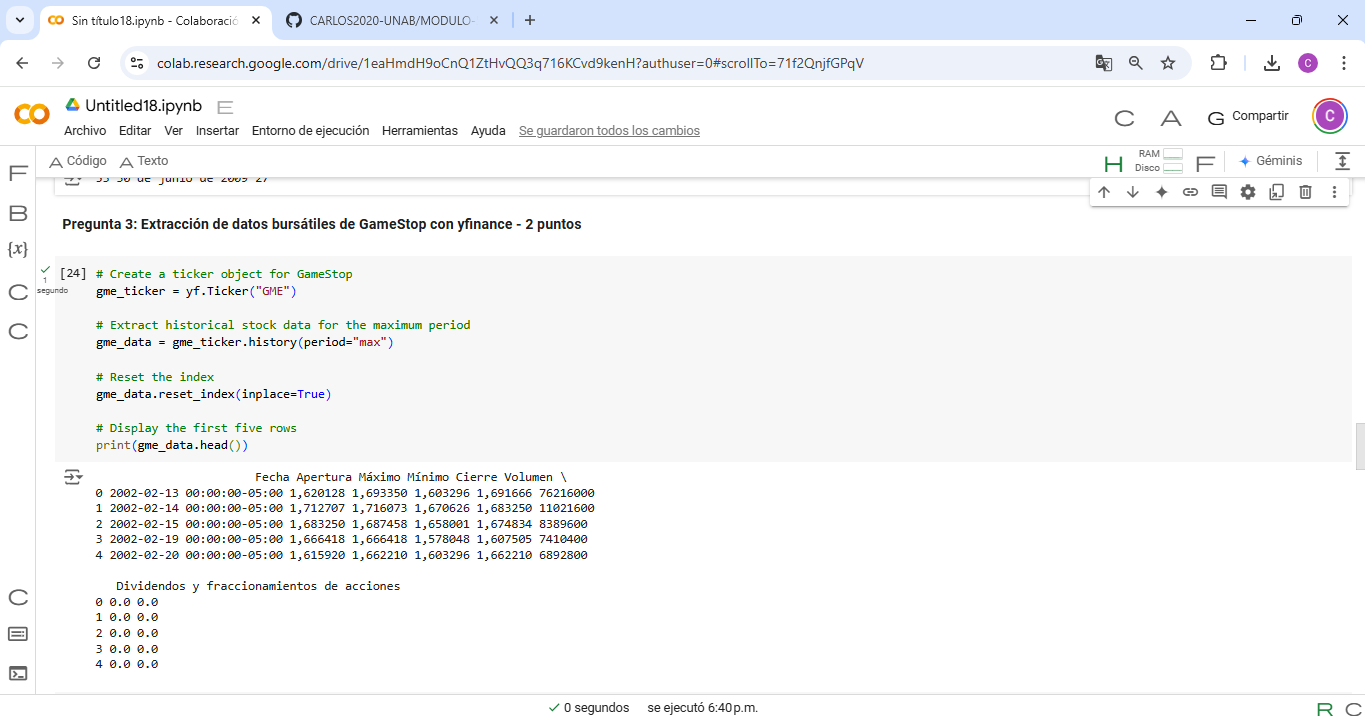 Sin título18.ipynb - Colaboració
CARLOS2020-UNAB/MODULO-
colab.research.google.com/drive/1eaHmdH9oCnQ1ZtHvQQ3q716KCvd9kenH?authuser=0#scrollTo=71f2QnjfGPqV
C
CO
Untitled18.ipynb
E
Archivo Editar Ver Insertar Entorno de ejecución Herramientas Ayuda Se guardaron todos los cambios
C A G Compartir
C
A Código A Texto
H RAM Disco F Géminis
F
B
{x}
C
C
55 30 de junio de 2009 27
Pregunta 3: Extracción de datos bursátiles de GameStop con yfinance - 2 puntos
1
segundo
[24] # Create a ticker object for GameStop
gme_ticker = yf.Ticker("GME")
# Extract historical stock data for the maximum period
gme_data = gme_ticker.history(period="max")
# Reset the index
gme_data.reset_index(inplace=True)
# Display the first five rows
print(gme_data.head())
Fecha Apertura Máximo Mínimo Cierre Volumen \
0 2002-02-13 00:00:00-05:00 1,620128 1,693350 1,603296 1,691666 76216000
1 2002-02-14 00:00:00-05:00 1,712707 1,716073 1,670626 1,683250 11021600
2 2002-02-15 00:00:00-05:00 1,683250 1,687458 1,658001 1,674834 8389600
3 2002-02-19 00:00:00-05:00 1,666418 1,666418 1,578048 1,607505 7410400
4 2002-02-20 00:00:00-05:00 1,615920 1,662210 1,603296 1,662210 6892800
Dividendos y fraccionamientos de acciones
0 0.0 0.0
1 0.0 0.0
2 0.0 0.0
3 0.0 0.0
4 0.0 0.0
C
0 segundos se ejecutó 6:40 p.m.
R C